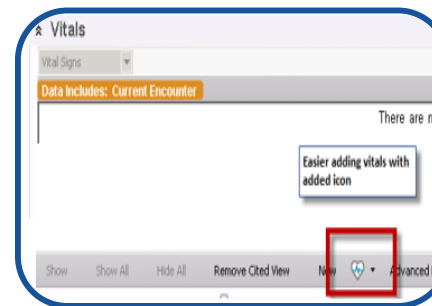 Vitals
Vital Signs
Data Includes: Current Encounter
There are n
Easier adding vitals with
added icon
Show Show All Hide All Remove Cited View New Advanced